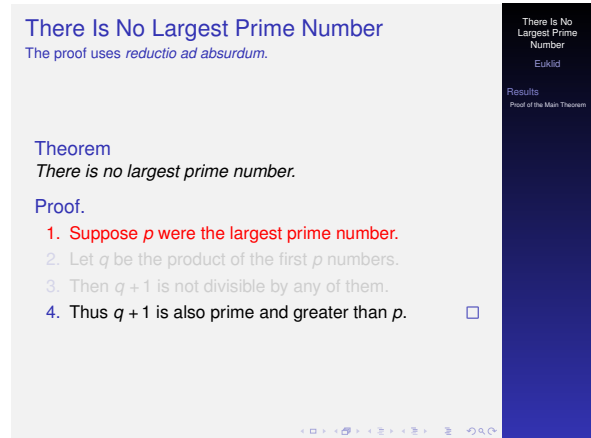 There Is No Largest Prime Number
The proof uses reductio ad absurdum.
Theorem
There is no largest prime number.
Proof.
1. Suppose p were the largest prime number.
2. Let q be the product of the first p numbers.
3. Then q + 1 is not divisible by any of them.
4. Thus q + 1 is also prime and greater than p.
There Is No
Largest Prime
Number
Euklid
Results
Proof of the Main Theorem